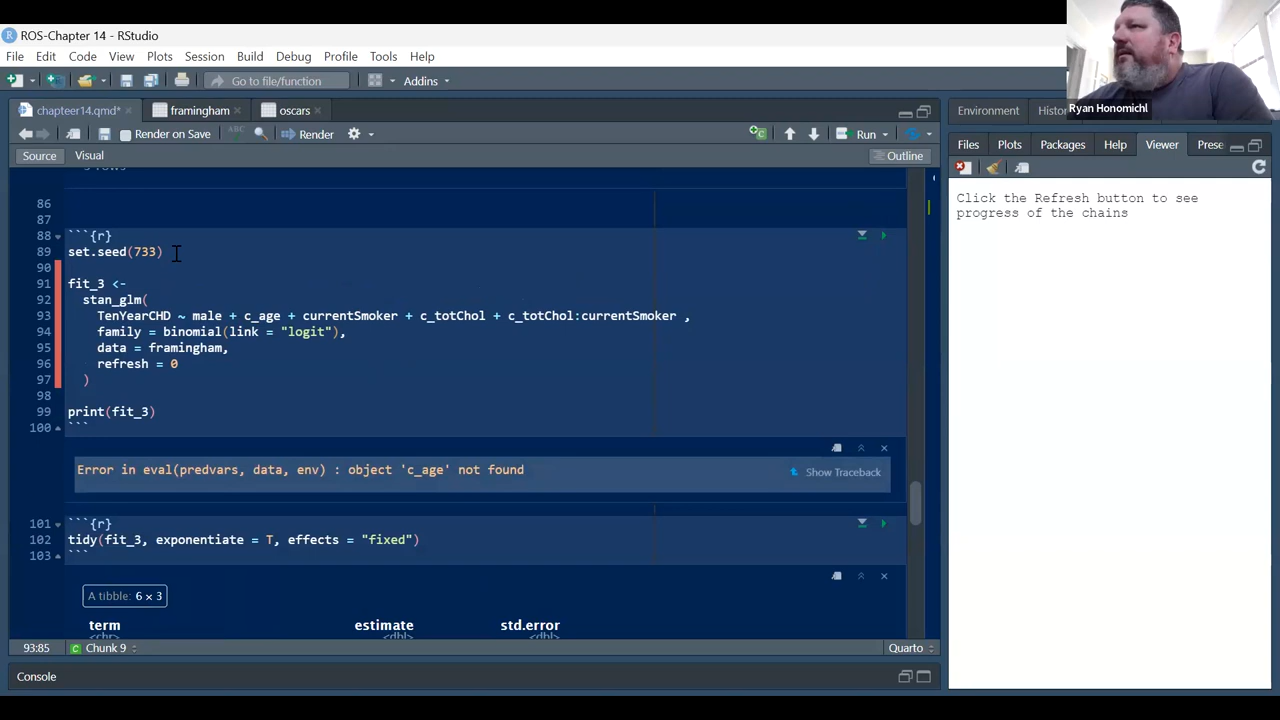 ROS-Chapter 14 - RStudio
File Edit Code View Plots Session Build Debug Profile Tools Help
Go to file/function
Addins
Ryan Honomichl
chapteer14.qmd*
framingham
oscars
Environment
Render on Save
ABC
Render
Run
Source
Visual
Outline
Files
Plots
Packages
Help
Viewer
Click the Refresh button to see
progress of the chains
86
87
88 ```{r}
89 set.seed(733)
90
91 fit_3 <-
92 stan_glm(
93 TenYearCHD ~ male + c_age + currentSmoker + c_totChol + c_totChol:currentSmoker ,
94 family = binomial(link = "logit"),
95 data = framingham,
96 refresh = 0
97 )
98
99 print(fit_3)
100 ```
Error in eval(predvars, data, env) : object 'c_age' not found
Show Traceback
101 ```{r}
102 tidy(fit_3, exponentiate = T, effects = "fixed")
103 ```
A tibble: 6 × 3
term estimate std.error
<chr> <dbl> <dbl>
93:85
Chunk 9
Quarto
Console